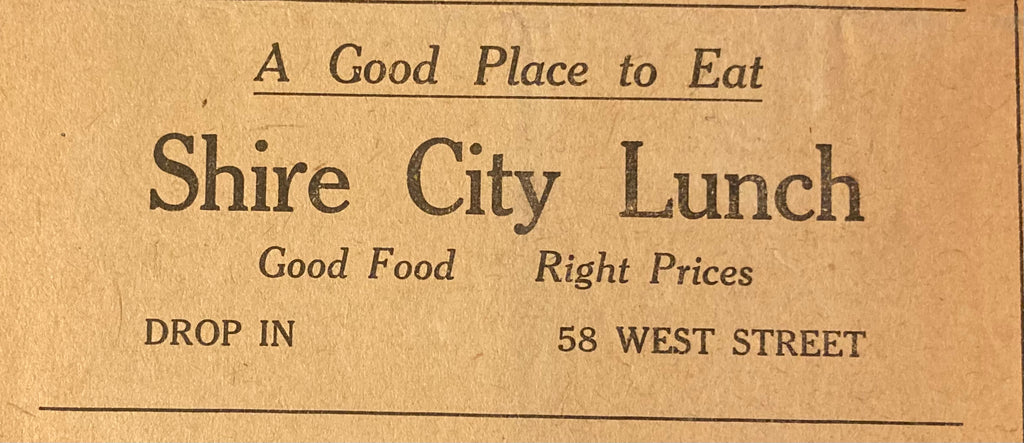 A Good Place to Eat
Shire City Lunch
Good Food Right Prices
DROP IN 58 WEST STREET